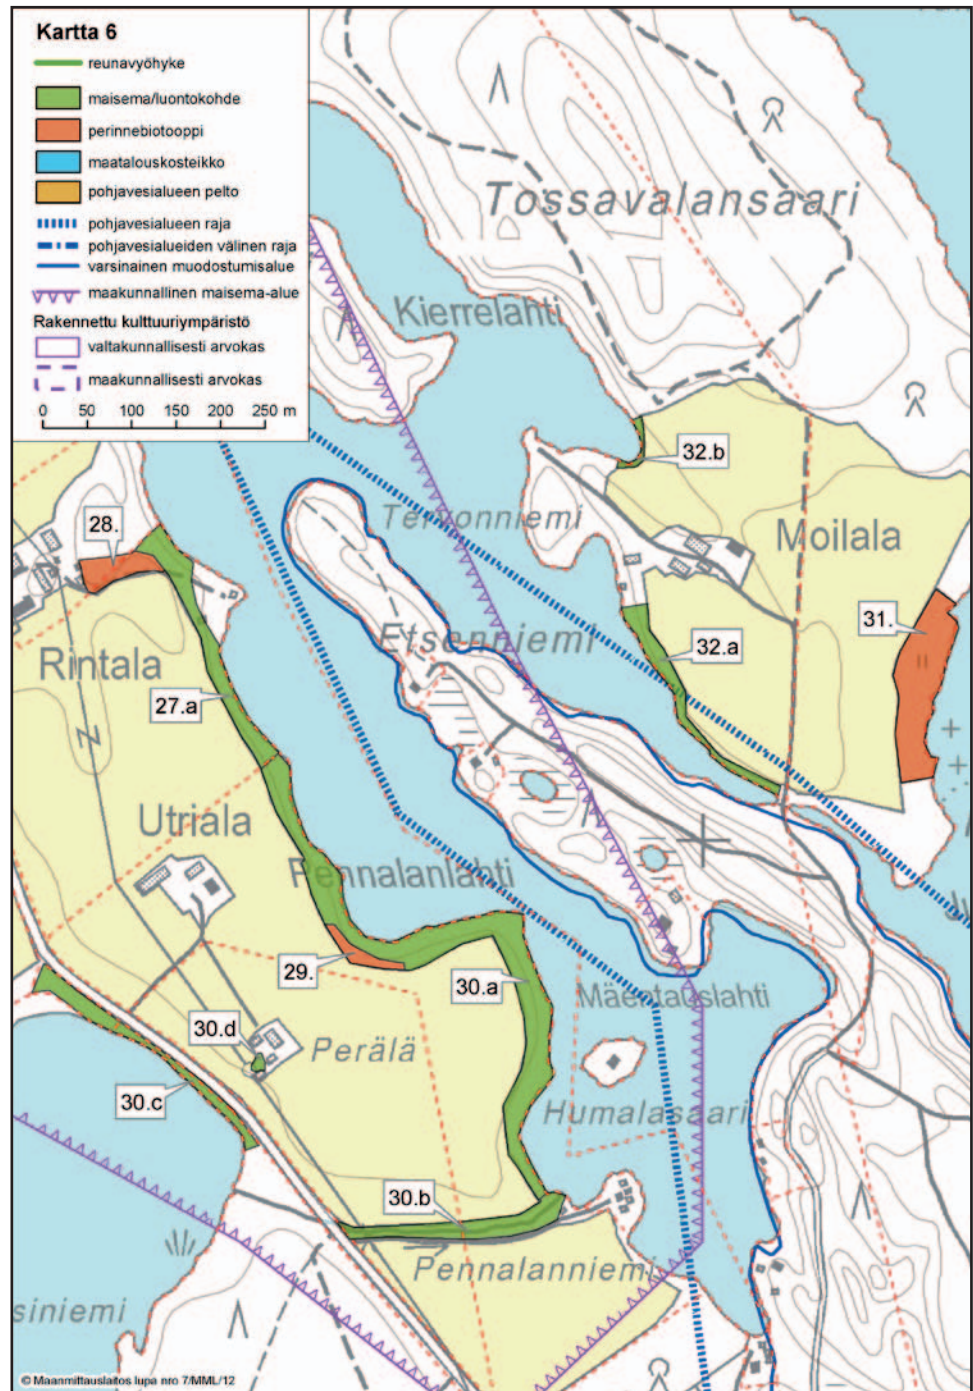 Kartta 6
reunavyöhyke
maisema/luontokohde
perinnebiotooppi
maatalouskosteikko
pohjavesialueen pelto
pohjavesialueen raja
pohjavesialueiden välinen raja
varsinainen muodostumisalue
maakunnallinen maisema-alue
Rakennettu kulttuuriympäristö
valtakunnallisesti arvokas
maakunnallisesti arvokas
0 50 100 150 200 250 m
Tossavalansaari
Kierrelahti
32.b
28.
Tervonniemi
Moilala
31.
Etsenniemi
32.a
Rintala
27.a
Utriala
Pennalanlahti
29.
30.a
Mäentauslahti
30.d
Perälä
30.c
Humalasaari
30.b
Pennalanniemi
siniemi
© Maanmittauslaitos lupa nro 7/MML/12